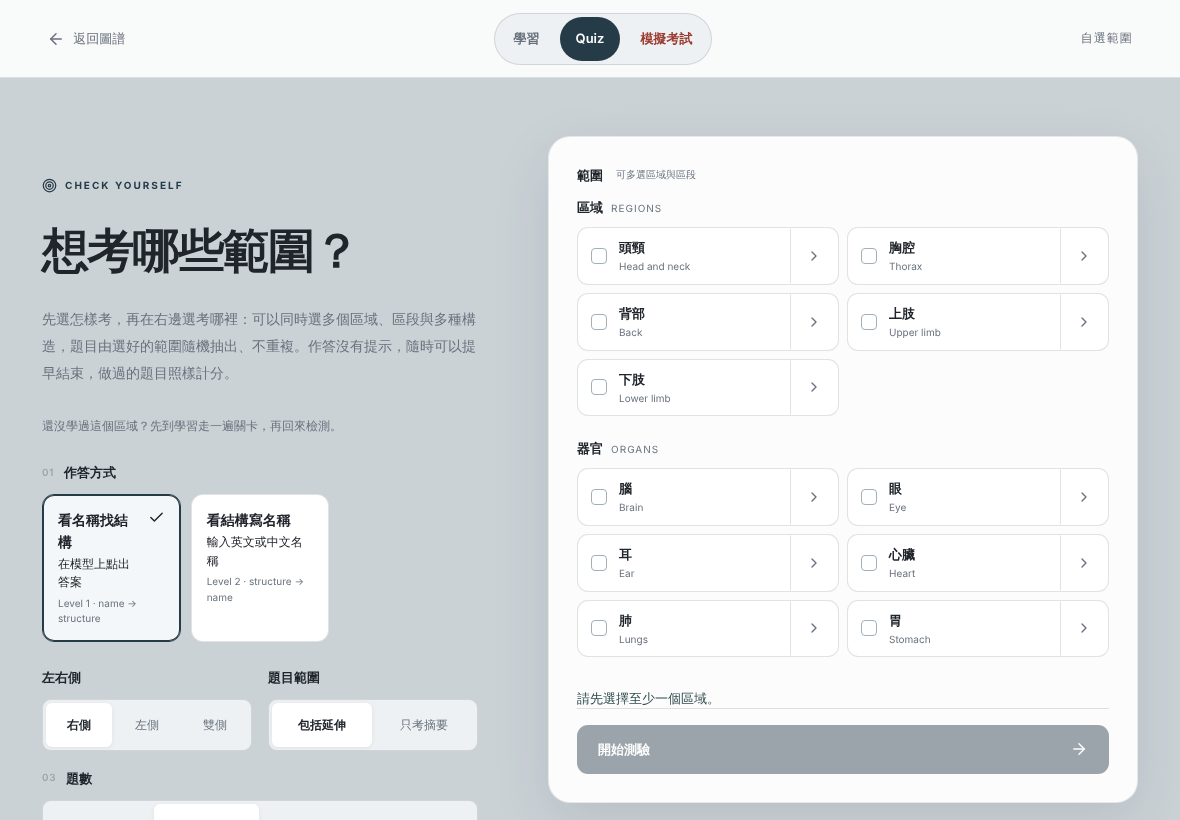 返回圖譜
學習
Quiz
模擬考試
自選範圍
CHECK YOURSELF
想考哪些範圍？
先選怎樣考，再在右邊選考哪裡：可以同時選多個區域、區段與多種構
造，題目由選好的範圍隨機抽出、不重複。作答沒有提示，隨時可以提
早結束，做過的題目照樣計分。
還沒學過這個區域？先到學習走一遍關卡，再回來檢測。
01 作答方式
看名稱找結
構
在模型上點出
答案
Level 1 · name →
structure
看結構寫名稱
輸入英文或中文名
稱
Level 2 · structure →
name
左右側
右側
左側
雙側
題目範圍
包括延伸
只考摘要
03 題數
範圍 可多選區域與區段
區域 REGIONS
頭頸
Head and neck
胸腔
Thorax
背部
Back
上肢
Upper limb
下肢
Lower limb
器官 ORGANS
腦
Brain
眼
Eye
耳
Ear
心臟
Heart
肺
Lungs
胃
Stomach
請先選擇至少一個區域。
開始測驗